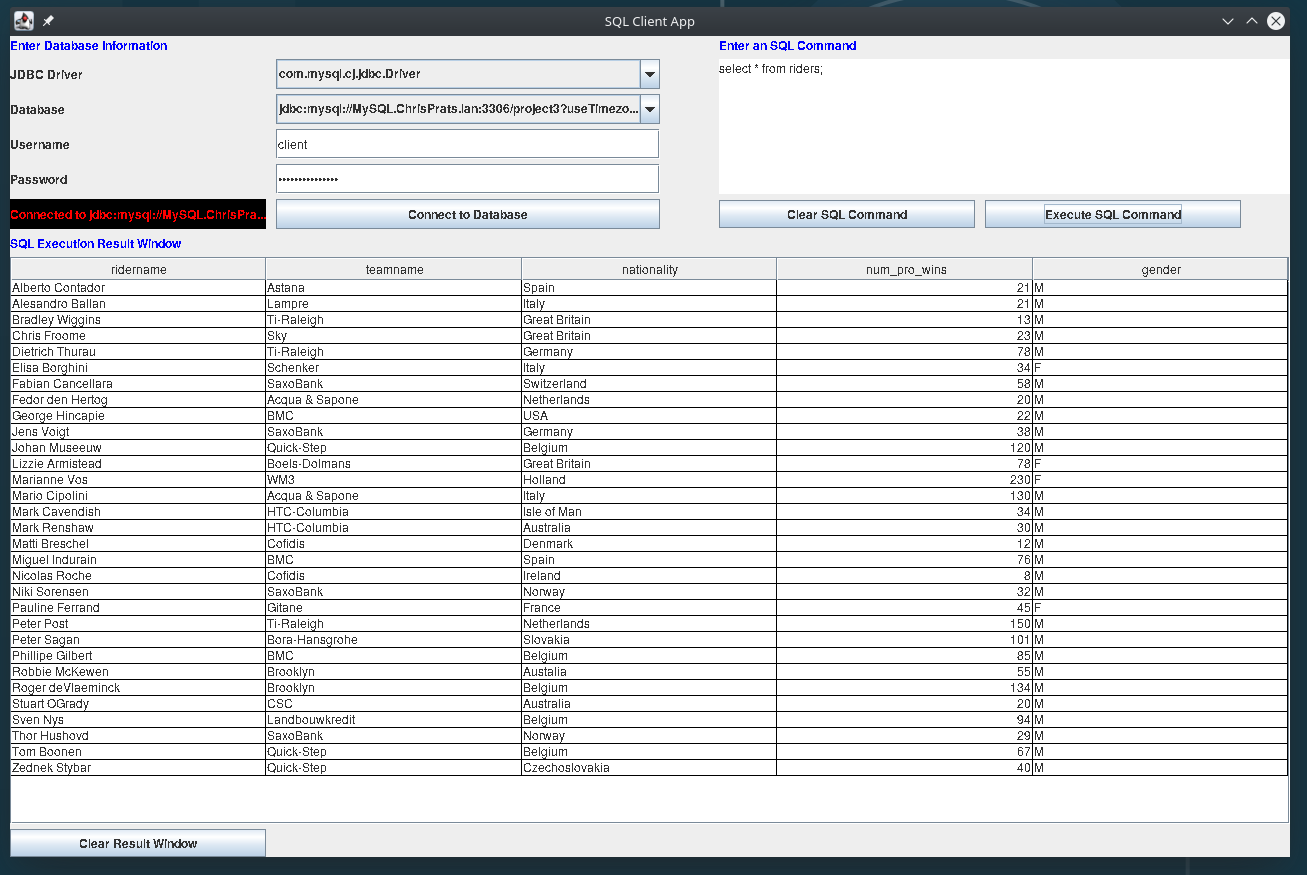 SQL Client App
Enter Database Information
JDBC Driver
com.mysql.cj.jdbc.Driver
Database
jdbc:mysql://MySQL.ChrisPrats.lan:3306/project3?useTimezo...
Username
client
Password
•••••••••••••••
Connected to jdbc:mysql://MySQL.ChrisPra...
Connect to Database
Enter an SQL Command
select * from riders;
Clear SQL Command
Execute SQL Command
SQL Execution Result Window
ridername teamname nationality num_pro_wins gender
Alberto Contador Astana Spain 21 M
Alesandro Ballan Lampre Italy 21 M
Bradley Wiggins Ti-Raleigh Great Britain 13 M
Chris Froome Sky Great Britain 23 M
Dietrich Thurau Ti-Raleigh Germany 78 M
Elisa Borghini Schenker Italy 34 F
Fabian Cancellara SaxoBank Switzerland 58 M
Fedor den Hertog Acqua & Sapone Netherlands 20 M
George Hincapie BMC USA 22 M
Jens Voigt SaxoBank Germany 38 M
Johan Museeuw Quick-Step Belgium 120 M
Lizzie Armistead Boels-Dolmans Great Britain 78 F
Marianne Vos WM3 Holland 230 F
Mario Cipolini Acqua & Sapone Italy 130 M
Mark Cavendish HTC-Columbia Isle of Man 34 M
Mark Renshaw HTC-Columbia Australia 30 M
Matti Breschel Cofidis Denmark 12 M
Miguel Indurain BMC Spain 76 M
Nicolas Roche Cofidis Ireland 8 M
Niki Sorensen SaxoBank Norway 32 M
Pauline Ferrand Gitane France 45 F
Peter Post Ti-Raleigh Netherlands 150 M
Peter Sagan Bora-Hansgrohe Slovakia 101 M
Phillipe Gilbert BMC Belgium 85 M
Robbie McKewen Brooklyn Austalia 55 M
Roger deVlaeminck Brooklyn Belgium 134 M
Stuart OGrady CSC Australia 20 M
Sven Nys Landbouwkredit Belgium 94 M
Thor Hushovd SaxoBank Norway 29 M
Tom Boonen Quick-Step Belgium 67 M
Zednek Stybar Quick-Step Czechoslovakia 40 M
Clear Result Window